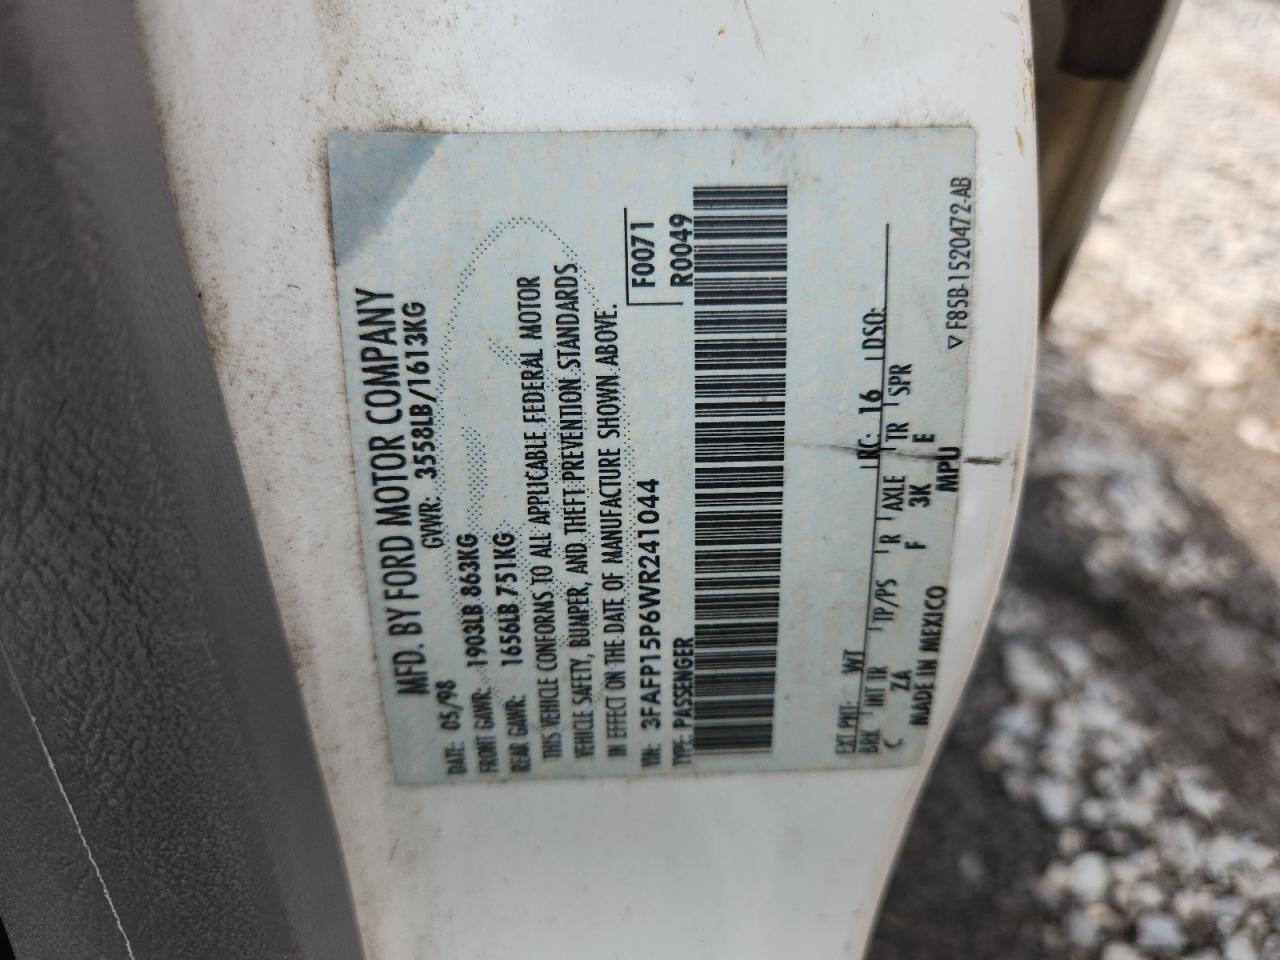 MFD. BY FORD MOTOR COMPANY
DATE: 05/98 GVWR: 3558LB/1613KG
FRONT GAWR: 1903LB 863KG
REAR GAWR: 1656LB 751KG
THIS VEHICLE CONFORMS TO ALL APPLICABLE FEDERAL MOTOR
VEHICLE SAFETY, BUMPER, AND THEFT PREVENTION STANDARDS
IN EFFECT ON THE DATE OF MANUFACTURE SHOWN ABOVE.
VIN: 3FAFP15P6WR241044 F0071
TYPE: PASSENGER R0049
EXT PNT: WT RC: 16 DSO:
BRK INT TR TP/PS R AXLE TR SPR
C ZA F 3K E
MADE IN MEXICO MPU
▽ F85B-1520472-AB